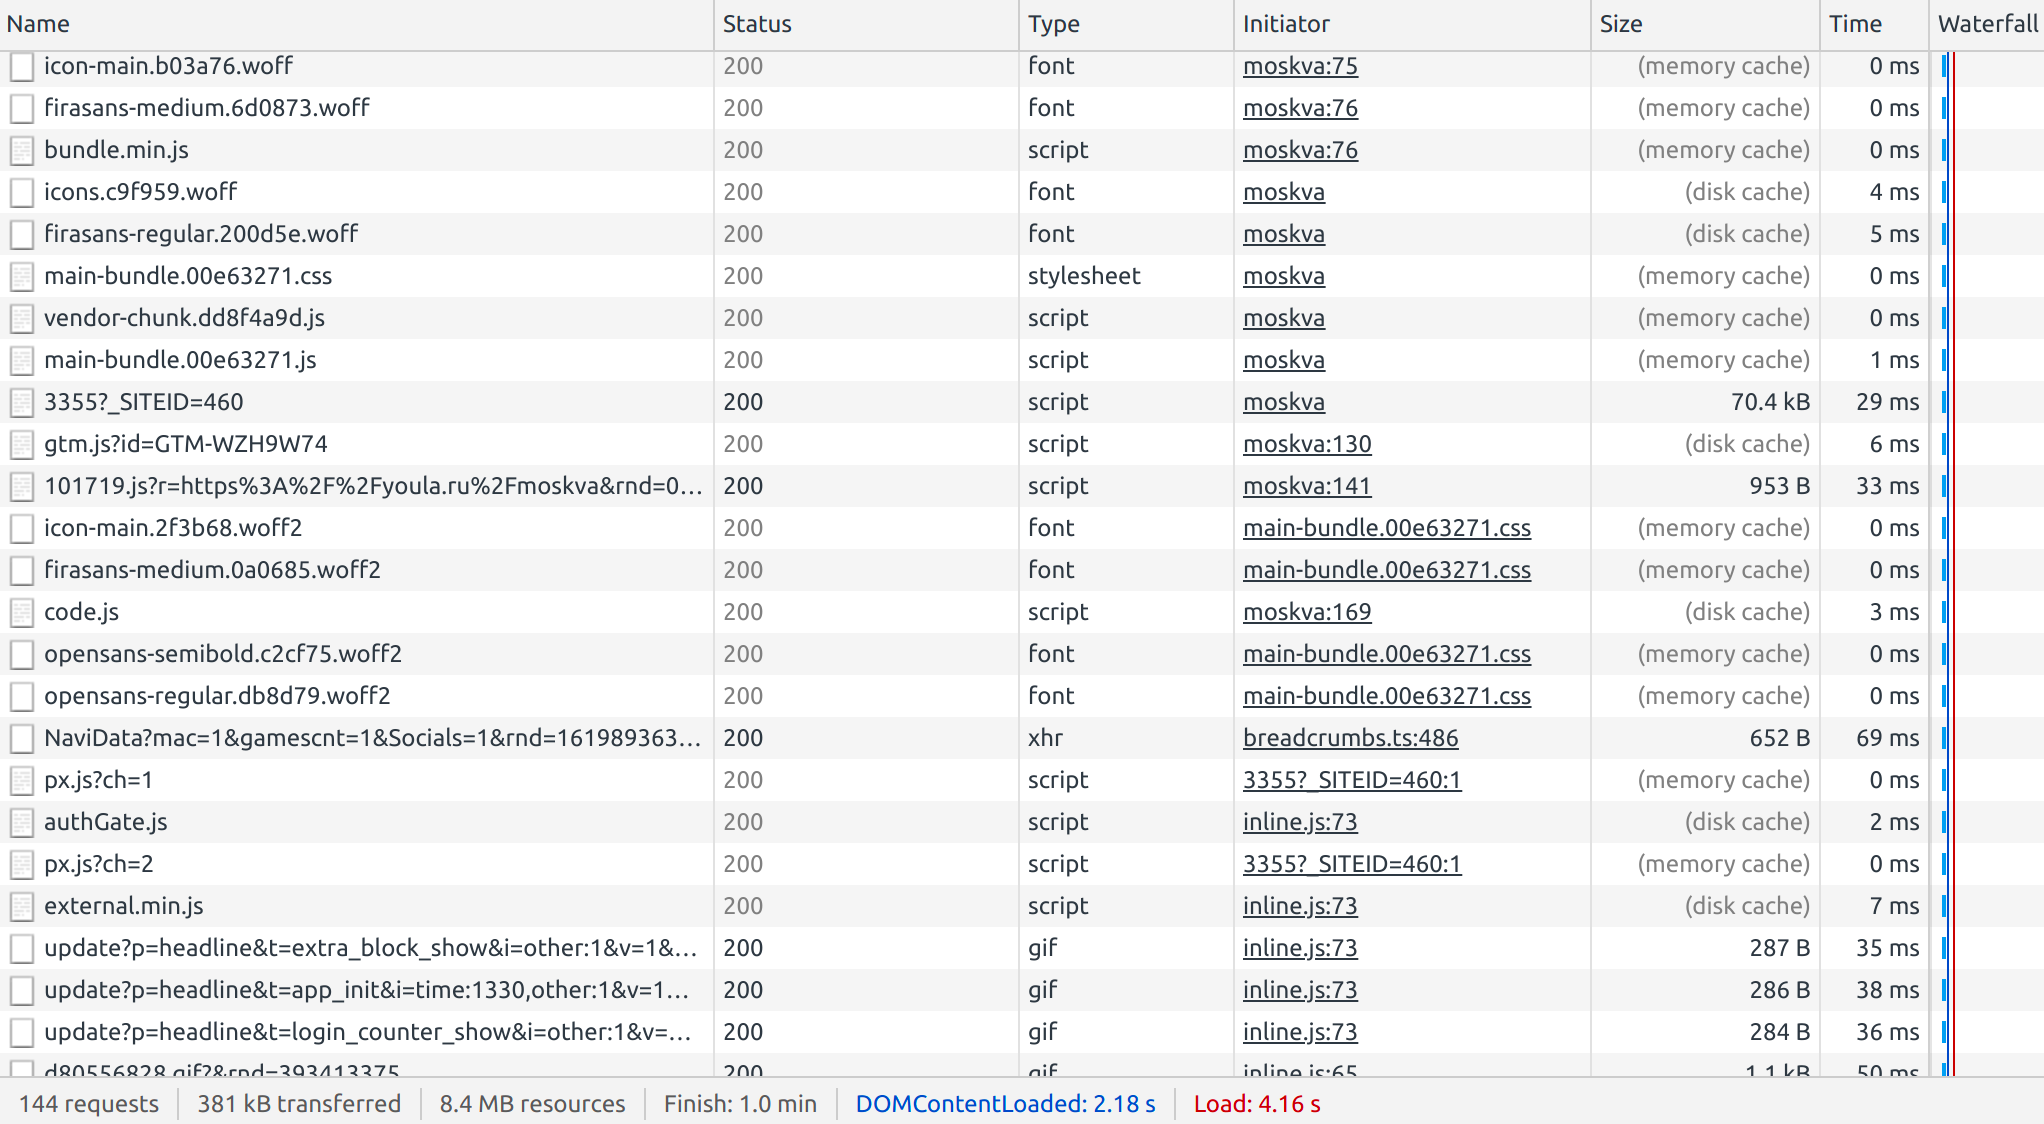 Name Status Type Initiator Size Time Waterfall
icon-main.b03a76.woff 200 font moskva:75 (memory cache) 0 ms
firasans-medium.6d0873.woff 200 font moskva:76 (memory cache) 0 ms
bundle.min.js 200 script moskva:76 (memory cache) 0 ms
icons.c9f959.woff 200 font moskva (disk cache) 4 ms
firasans-regular.200d5e.woff 200 font moskva (disk cache) 5 ms
main-bundle.00e63271.css 200 stylesheet moskva (memory cache) 0 ms
vendor-chunk.dd8f4a9d.js 200 script moskva (memory cache) 0 ms
main-bundle.00e63271.js 200 script moskva (memory cache) 1 ms
3355?_SITEID=460 200 script moskva 70.4 kB 29 ms
gtm.js?id=GTM-WZH9W74 200 script moskva:130 (disk cache) 6 ms
101719.js?r=https%3A%2F%2Fyoula.ru%2Fmoskva&rnd=0... 200 script moskva:141 953 B 33 ms
icon-main.2f3b68.woff2 200 font main-bundle.00e63271.css (memory cache) 0 ms
firasans-medium.0a0685.woff2 200 font main-bundle.00e63271.css (memory cache) 0 ms
code.js 200 script moskva:169 (disk cache) 3 ms
opensans-semibold.c2cf75.woff2 200 font main-bundle.00e63271.css (memory cache) 0 ms
opensans-regular.db8d79.woff2 200 font main-bundle.00e63271.css (memory cache) 0 ms
NaviData?mac=1&gamescnt=1&Socials=1&rnd=161989363... 200 xhr breadcrumbs.ts:486 652 B 69 ms
px.js?ch=1 200 script 3355?_SITEID=460:1 (memory cache) 0 ms
authGate.js 200 script inline.js:73 (disk cache) 2 ms
px.js?ch=2 200 script 3355?_SITEID=460:1 (memory cache) 0 ms
external.min.js 200 script inline.js:73 (disk cache) 7 ms
update?p=headline&t=extra_block_show&i=other:1&v=1&... 200 gif inline.js:73 287 B 35 ms
update?p=headline&t=app_init&i=time:1330,other:1&v=1... 200 gif inline.js:73 286 B 38 ms
update?p=headline&t=login_counter_show&i=other:1&v=... 200 gif inline.js:73 284 B 36 ms
d80556828.gif?&rnd=393413375 200 gif inline.js:65 1.1 kB 50 ms
144 requests 381 kB transferred 8.4 MB resources Finish: 1.0 min DOMContentLoaded: 2.18 s Load: 4.16 s